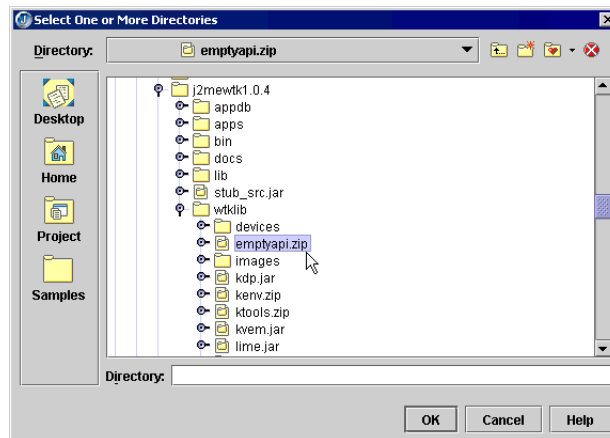 Select One or More Directories
Directory: emptyapi.zip
Desktop
Home
Project
Samples
j2mewtk1.0.4
appdb
apps
bin
docs
lib
stub_src.jar
wtklib
devices
emptyapi.zip
images
kdp.jar
kenv.zip
ktools.zip
kvem.jar
lime.jar
Directory:
OK Cancel Help